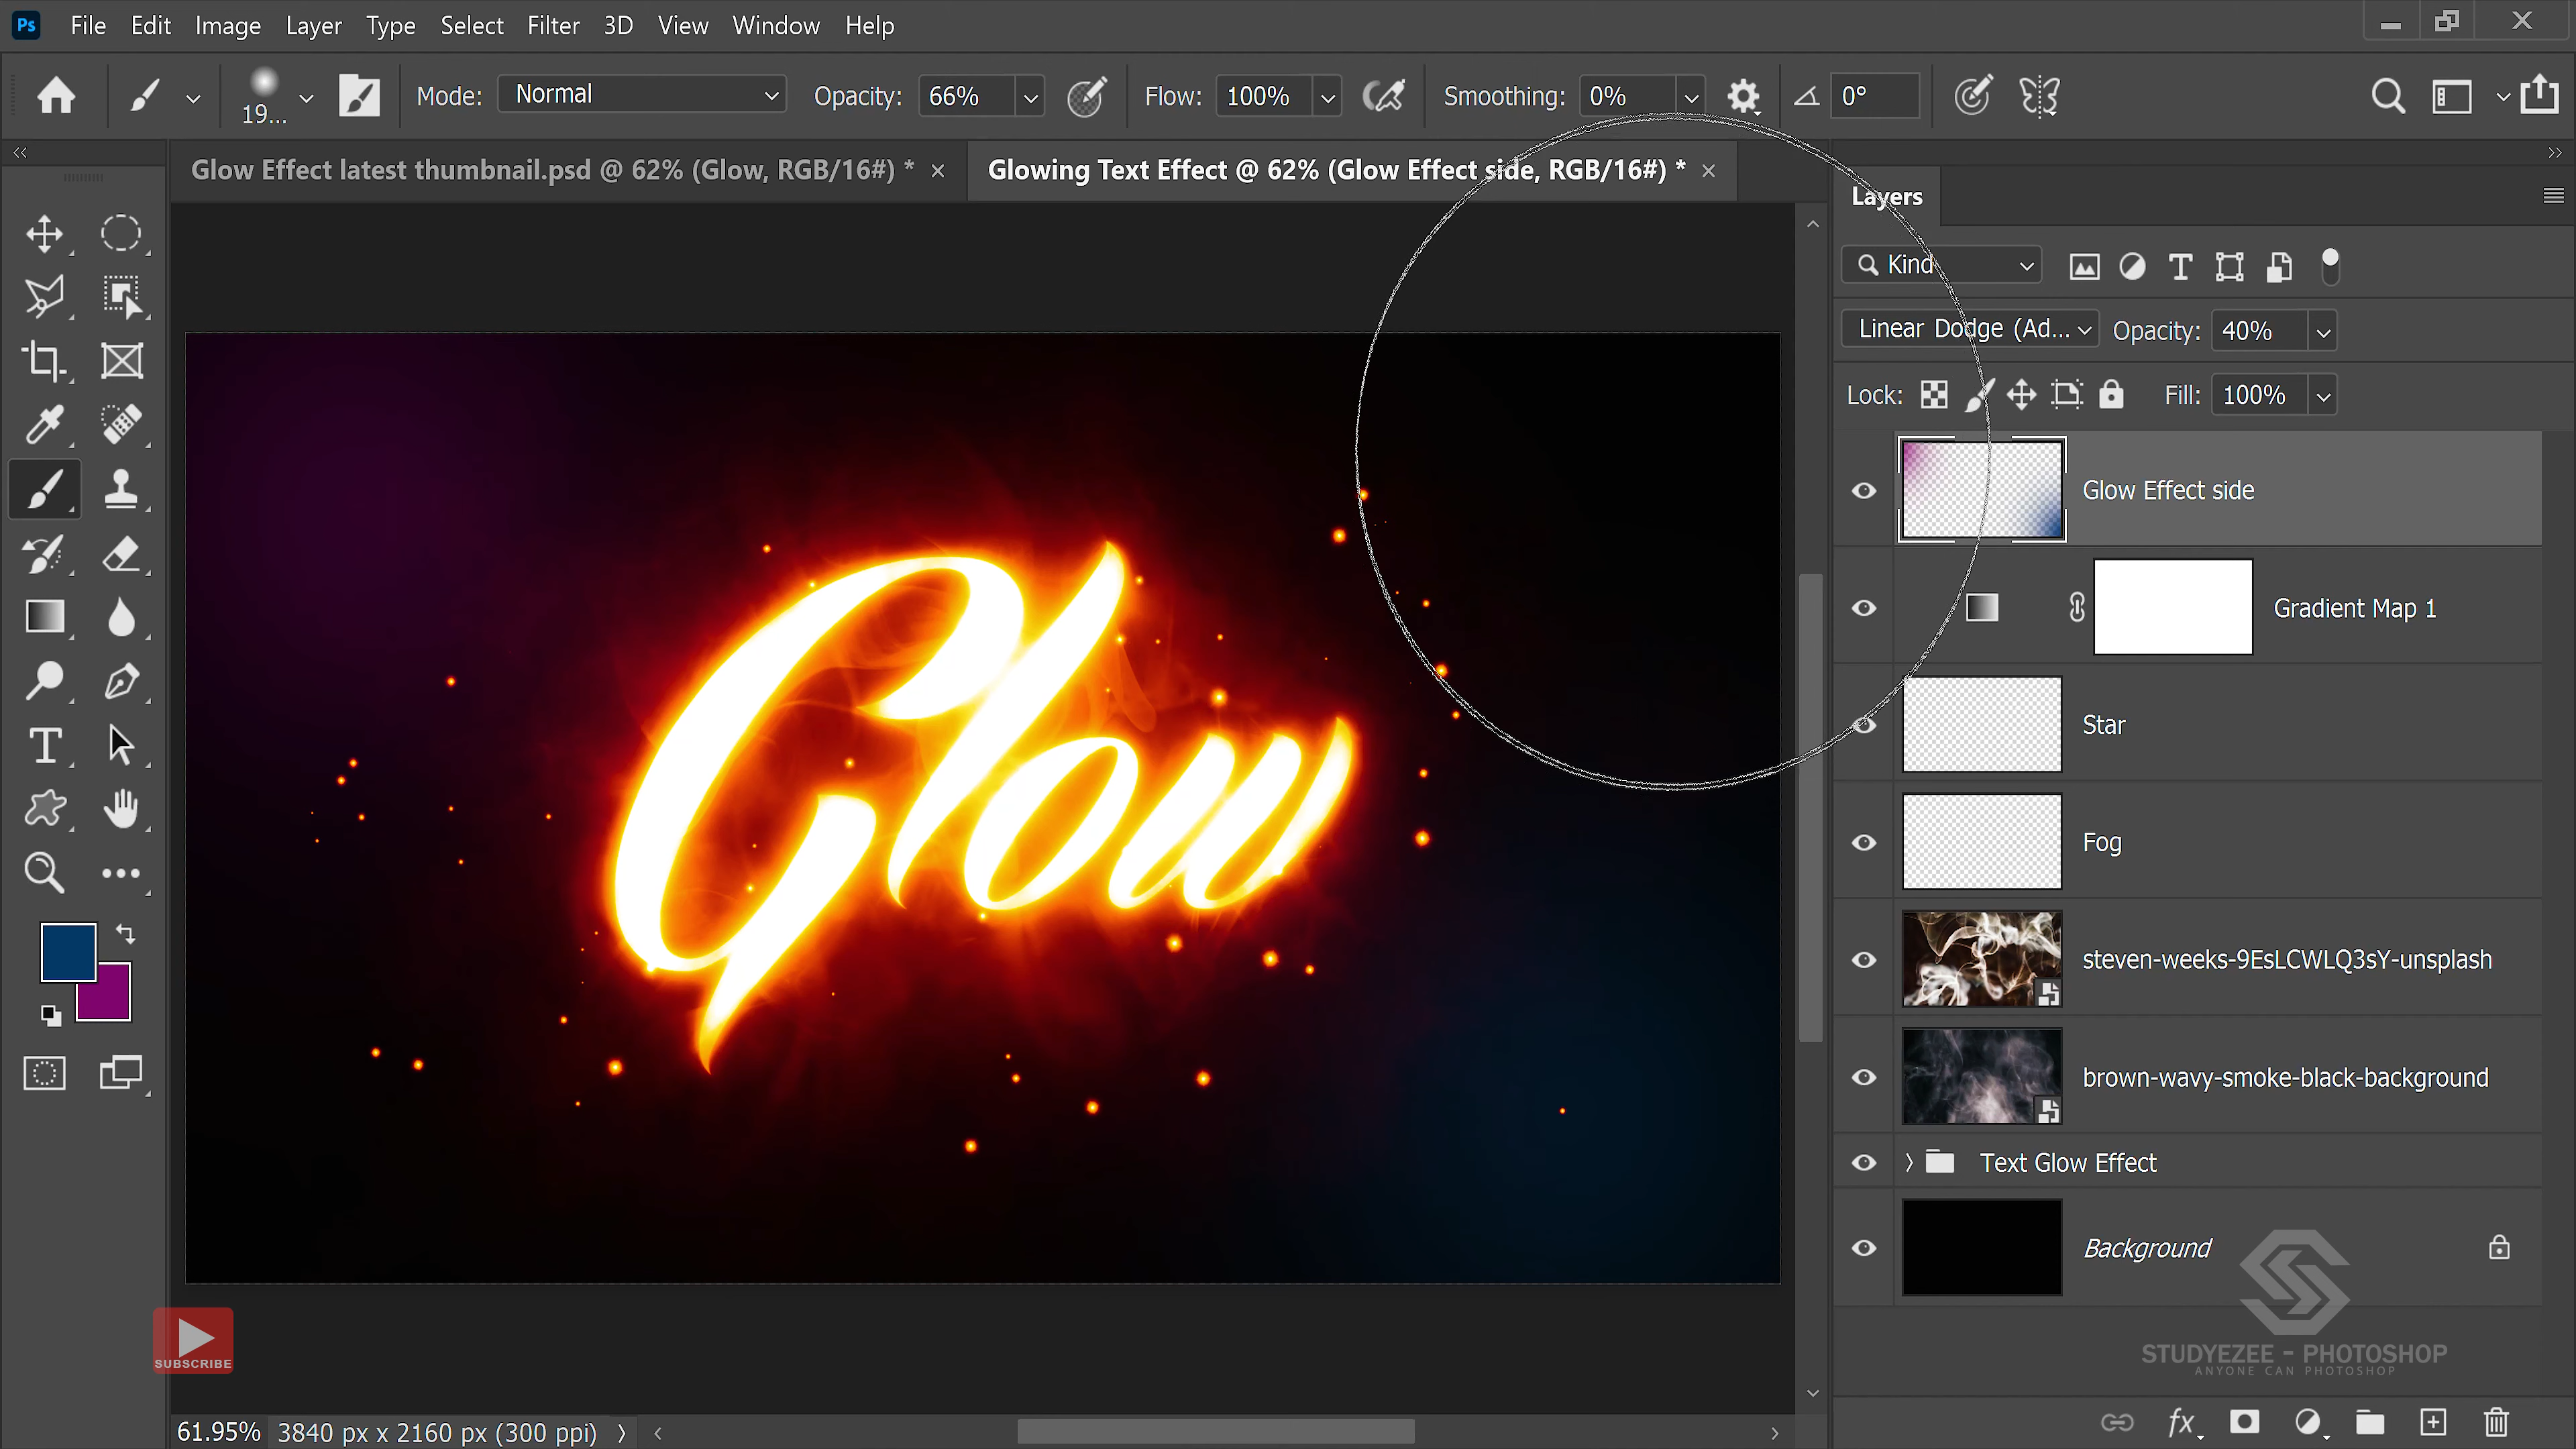 Ps File Edit Image Layer Type Select Filter 3D View Window Help
19... Mode: Normal Opacity: 66% Flow: 100% Smoothing: 0% 0°
Glow Effect latest thumbnail.psd @ 62% (Glow, RGB/16#) * × Glowing Text Effect @ 62% (Glow Effect side, RGB/16#) * ×
Layers
Kind
Linear Dodge (Ad... Opacity: 40%
Lock: Fill: 100%
Glow Effect side
Gradient Map 1
Star
Fog
steven-weeks-9EsLCWLQ3sY-unsplash
brown-wavy-smoke-black-background
Text Glow Effect
Background
Glow
SUBSCRIBE
STUDYEZEE - PHOTOSHOP
ANYONE CAN PHOTOSHOP
61.95% 3840 px x 2160 px (300 ppi)
fx